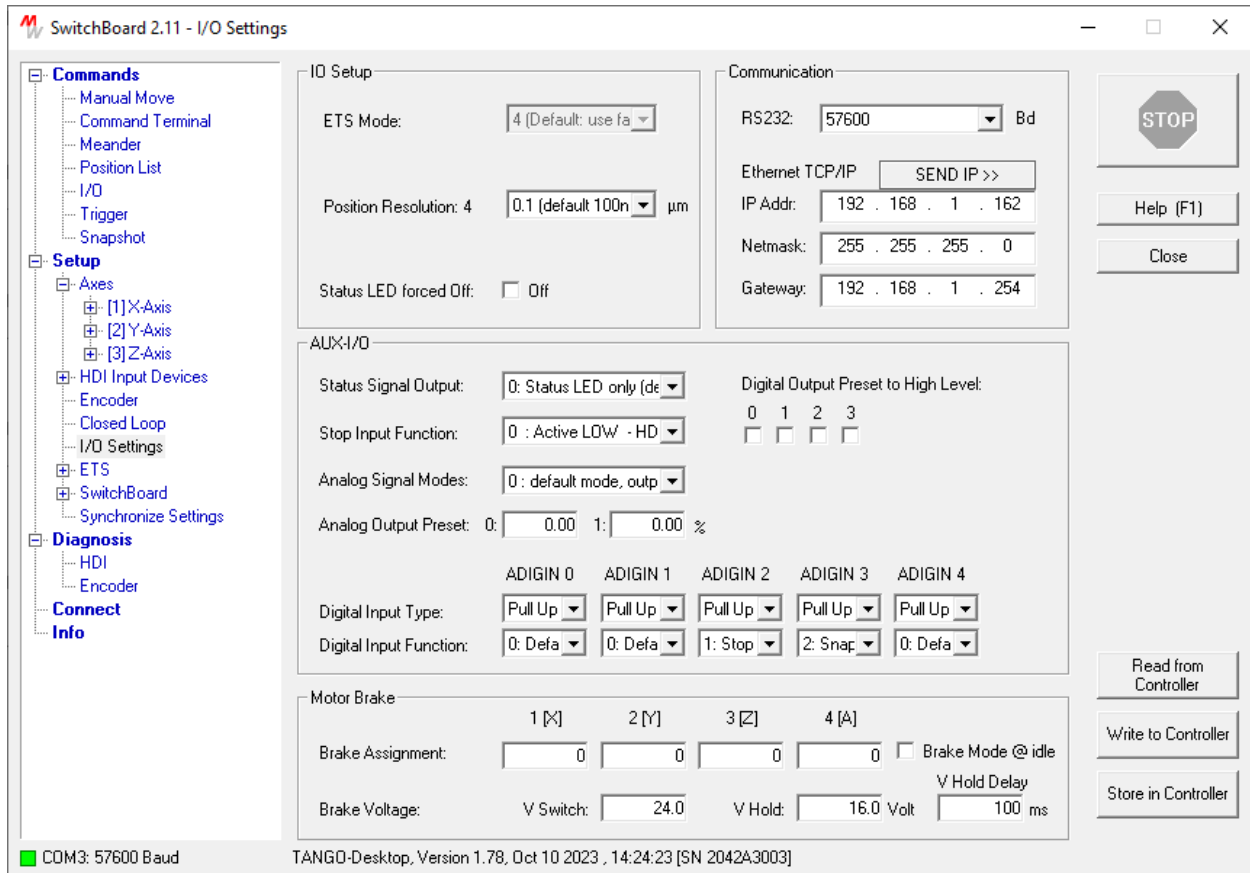 SwitchBoard 2.11 - I/O Settings
Commands
Manual Move
Command Terminal
Meander
Position List
I/O
Trigger
Snapshot
Setup
Axes
[1] X-Axis
[2] Y-Axis
[3] Z-Axis
HDI Input Devices
Encoder
Closed Loop
I/O Settings
ETS
SwitchBoard
Synchronize Settings
Diagnosis
HDI
Encoder
Connect
Info
IO Setup
ETS Mode: 4 (Default: use fa
Position Resolution: 4 0.1 (default 100n µm
Status LED forced Off: Off
Communication
RS232: 57600 Bd
Ethernet TCP/IP SEND IP >>
IP Addr: 192 . 168 . 1 . 162
Netmask: 255 . 255 . 255 . 0
Gateway: 192 . 168 . 1 . 254
AUX-I/O
Status Signal Output: 0: Status LED only (de
Digital Output Preset to High Level:
0 1 2 3
Stop Input Function: 0 : Active LOW - HD
Analog Signal Modes: 0 : default mode, outp
Analog Output Preset: 0: 0.00 1: 0.00 %
ADIGIN 0 ADIGIN 1 ADIGIN 2 ADIGIN 3 ADIGIN 4
Digital Input Type: Pull Up Pull Up Pull Up Pull Up Pull Up
Digital Input Function: 0: Defa 0: Defa 1: Stop 2: Snap 0: Defa
Motor Brake
1 [X] 2 [Y] 3 [Z] 4 [A]
Brake Assignment: 0 0 0 0 Brake Mode @ idle
V Hold Delay
Brake Voltage: V Switch: 24.0 V Hold: 16.0 Volt 100 ms
STOP
Help (F1)
Close
Read from
Controller
Write to Controller
Store in Controller
COM3: 57600 Baud TANGO-Desktop, Version 1.78, Oct 10 2023 , 14:24:23 [SN 2042A3003]